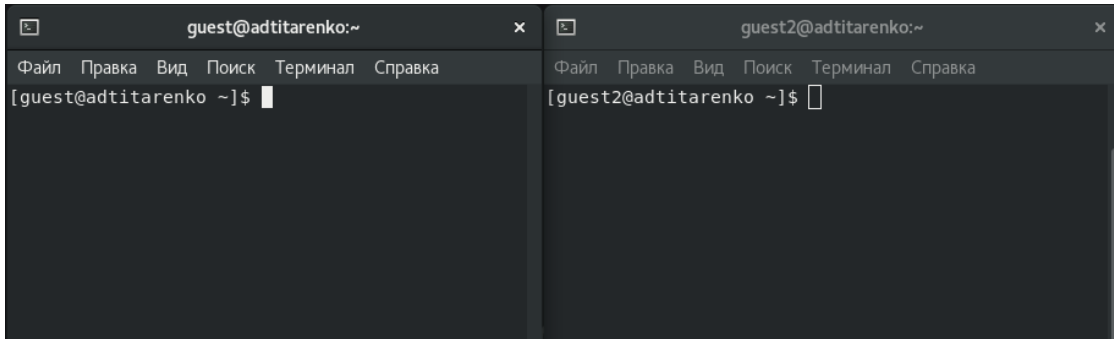 guest@adtitarenko:~ ×
Файл Правка Вид Поиск Терминал Справка
[guest@adtitarenko ~]$
guest2@adtitarenko:~ ×
Файл Правка Вид Поиск Терминал Справка
[guest2@adtitarenko ~]$